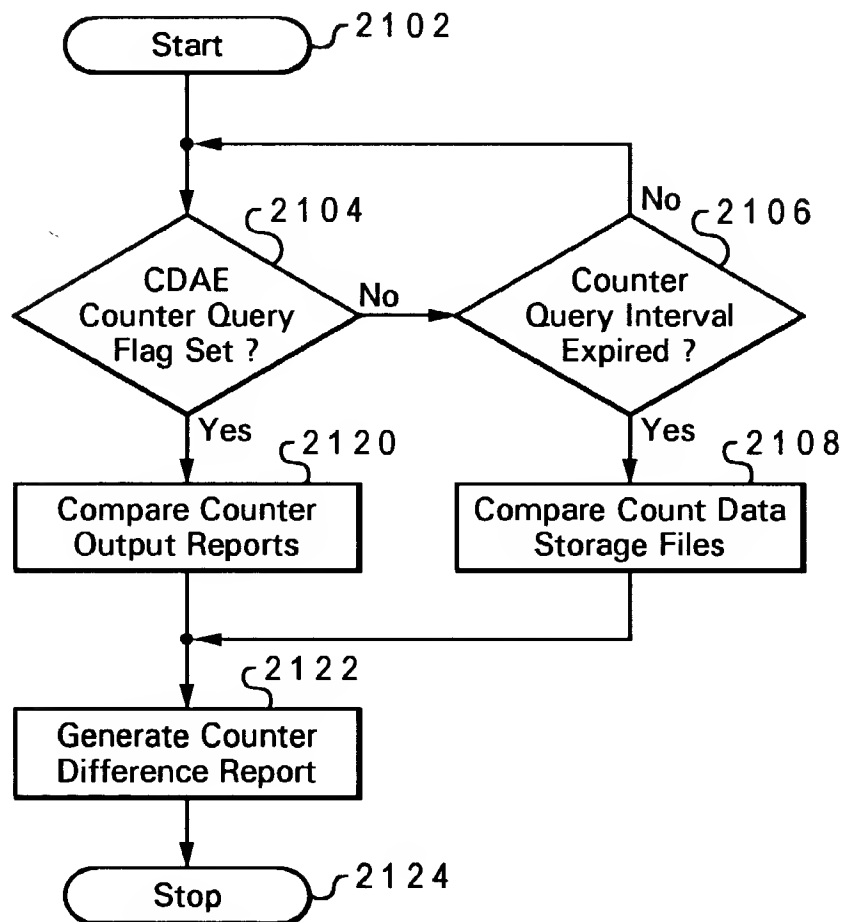 Start
2102
2104
CDAE
Counter Query
Flag Set ?
No
Yes
No
2106
Counter
Query Interval
Expired ?
Yes
2120
Compare Counter
Output Reports
2108
Compare Count Data
Storage Files
2122
Generate Counter
Difference Report
Stop
2124